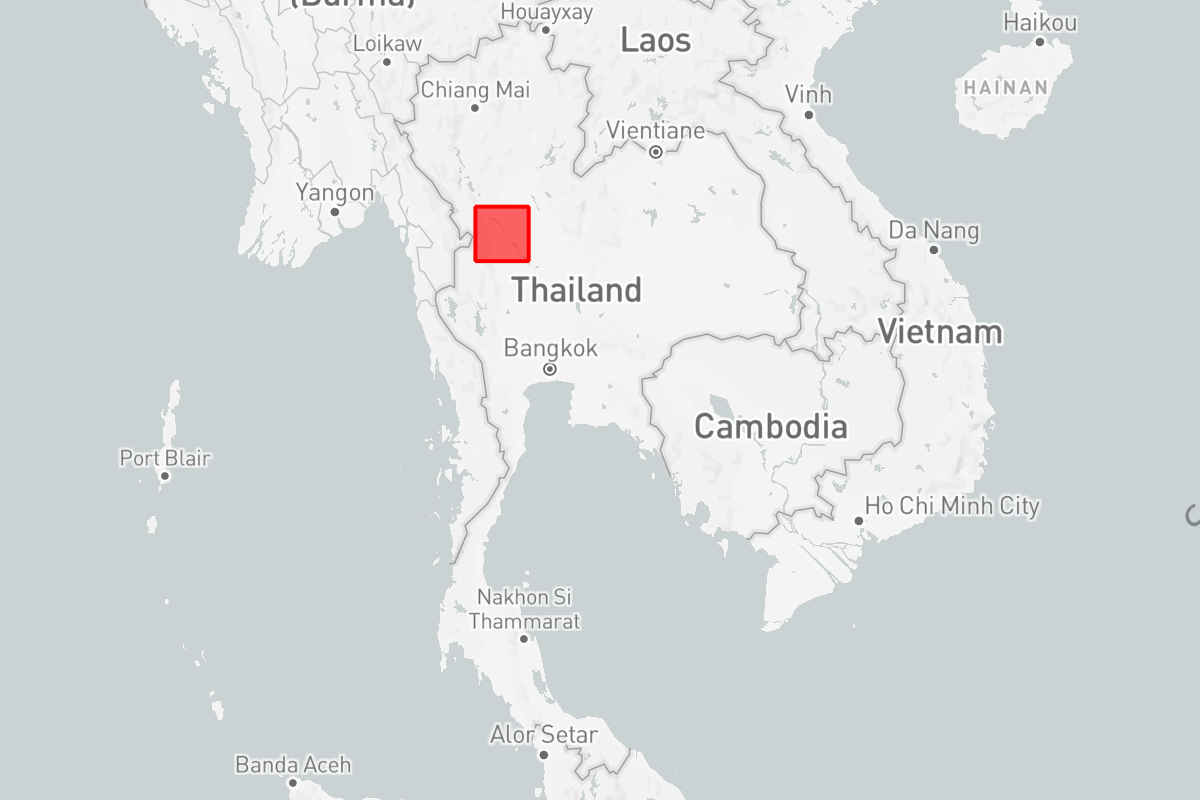 (Burma)
Houayxay
Haikou
Loikaw
Laos
Chiang Mai
HAINAN
Vinh
Vientiane
Yangon
Da Nang
Thailand
Vietnam
Bangkok
Cambodia
Port Blair
Ho Chi Minh City
Nakhon Si
Thammarat
Alor Setar
Banda Aceh